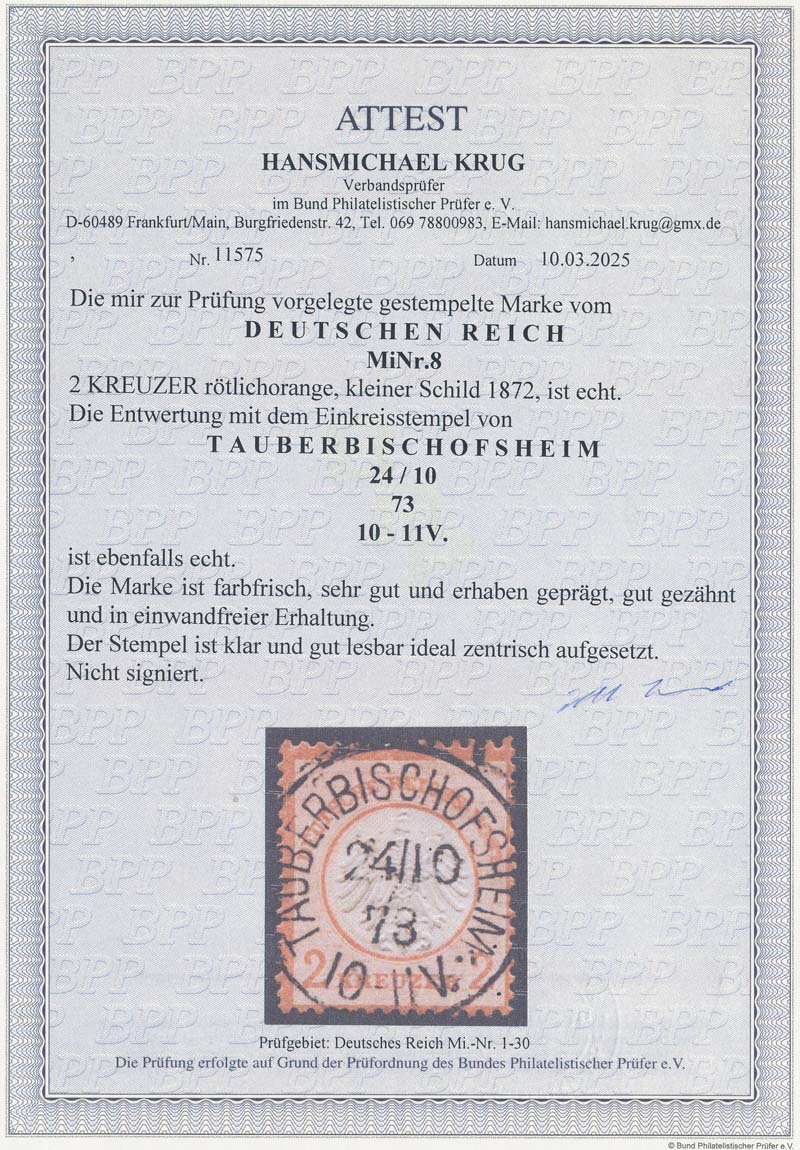 ATTEST
HANSMICHAEL KRUG
Verbandsprüfer
im Bund Philatelistischer Prüfer e. V.
D-60489 Frankfurt/Main, Burgfriedenstr. 42, Tel. 069 78800983, E-Mail: hansmichael.krug@gmx.de
, Nr. 11575 Datum 10.03.2025
Die mir zur Prüfung vorgelegte gestempelte Marke vom
DEUTSCHEN REICH
MiNr.8
2 KREUZER rötlichorange, kleiner Schild 1872, ist echt.
Die Entwertung mit dem Einkreisstempel von
TAUBERBISCHOFSHEIM
24 / 10
73
10 - 11V.
ist ebenfalls echt.
Die Marke ist farbfrisch, sehr gut und erhaben geprägt, gut gezähnt
und in einwandfreier Erhaltung.
Der Stempel ist klar und gut lesbar ideal zentrisch aufgesetzt.
Nicht signiert.
TAUBERBISCHOFSHEIM
24/10
73
10 11V.
2 KREUZER 2
Prüfgebiet: Deutsches Reich Mi.-Nr. 1-30
Die Prüfung erfolgte auf Grund der Prüfordnung des Bundes Philatelistischer Prüfer e.V.
© Bund Philatelistischer Prüfer e.V.